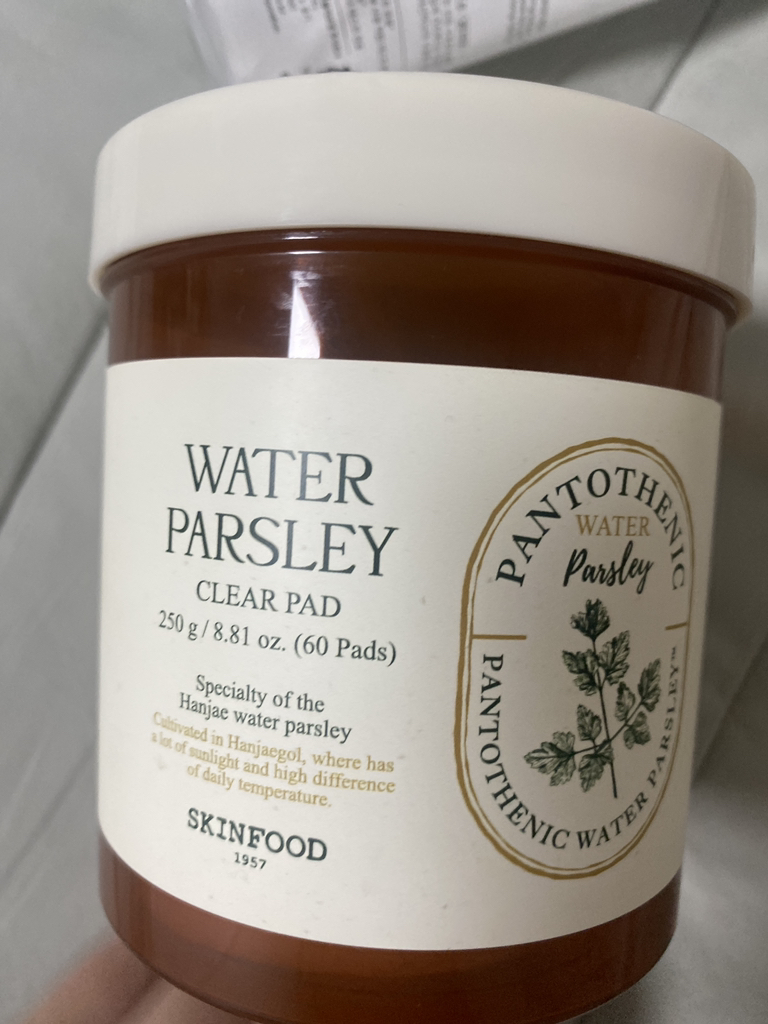 WATER
PARSLEY
CLEAR PAD
250 g / 8.81 oz. (60 Pads)
Specialty of the
Hanjae water parsley
Cultivated in Hanjaegol, where has
a lot of sunlight and high difference
of daily temperature.
SKINFOOD
1957
PANTOTHENIC
WATER
Parsley
PANTOTHENIC WATER PARSLEY™